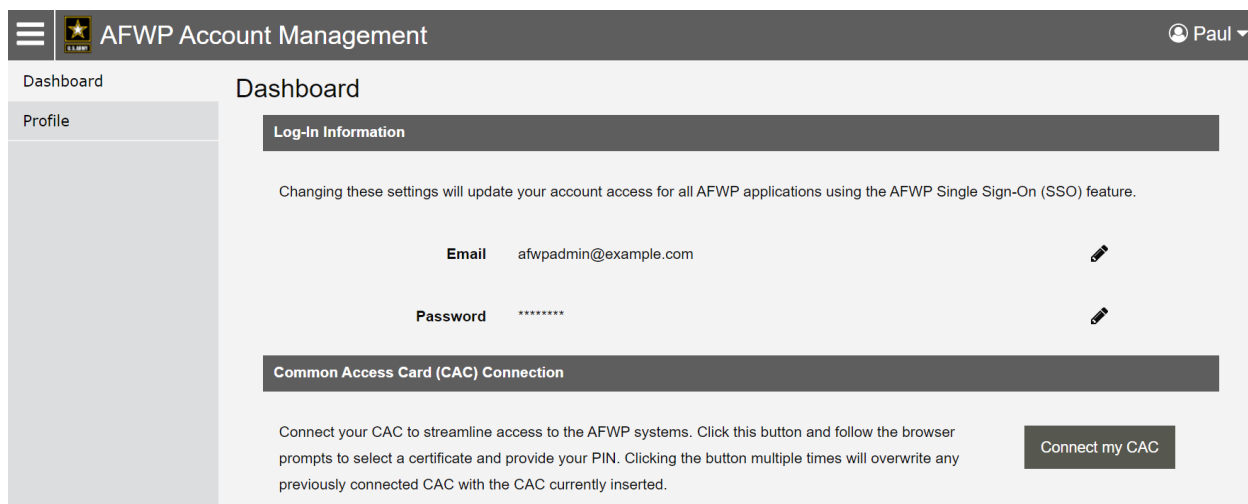 U.S. ARMY
AFWP Account Management
Paul
Dashboard
Profile
Dashboard
Log-In Information
Changing these settings will update your account access for all AFWP applications using the AFWP Single Sign-On (SSO) feature.
Email afwpadmin@example.com
Password ********
Common Access Card (CAC) Connection
Connect your CAC to streamline access to the AFWP systems. Click this button and follow the browser
prompts to select a certificate and provide your PIN. Clicking the button multiple times will overwrite any
previously connected CAC with the CAC currently inserted.
Connect my CAC